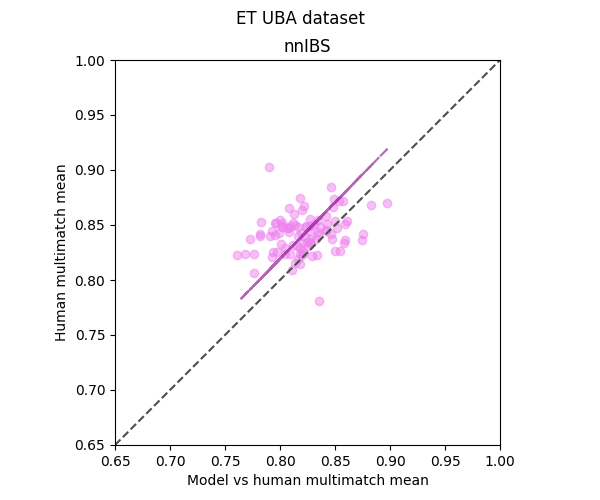 ET UBA dataset
nnIBS
1.00
0.95
0.90
0.85
0.80
0.75
0.70
0.65
Human multimatch mean
0.65 0.70 0.75 0.80 0.85 0.90 0.95 1.00
Model vs human multimatch mean